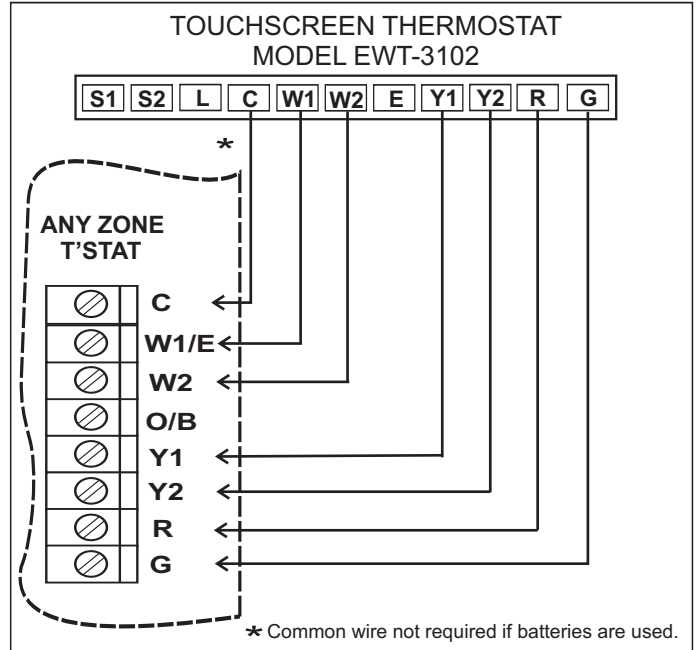 TOUCHSCREEN THERMOSTAT
MODEL EWT-3102
S1 S2 L C W1 W2 E Y1 Y2 R G
*
ANY ZONE
T'STAT
C
W1/E
W2
O/B
Y1
Y2
R
G
* Common wire not required if batteries are used.